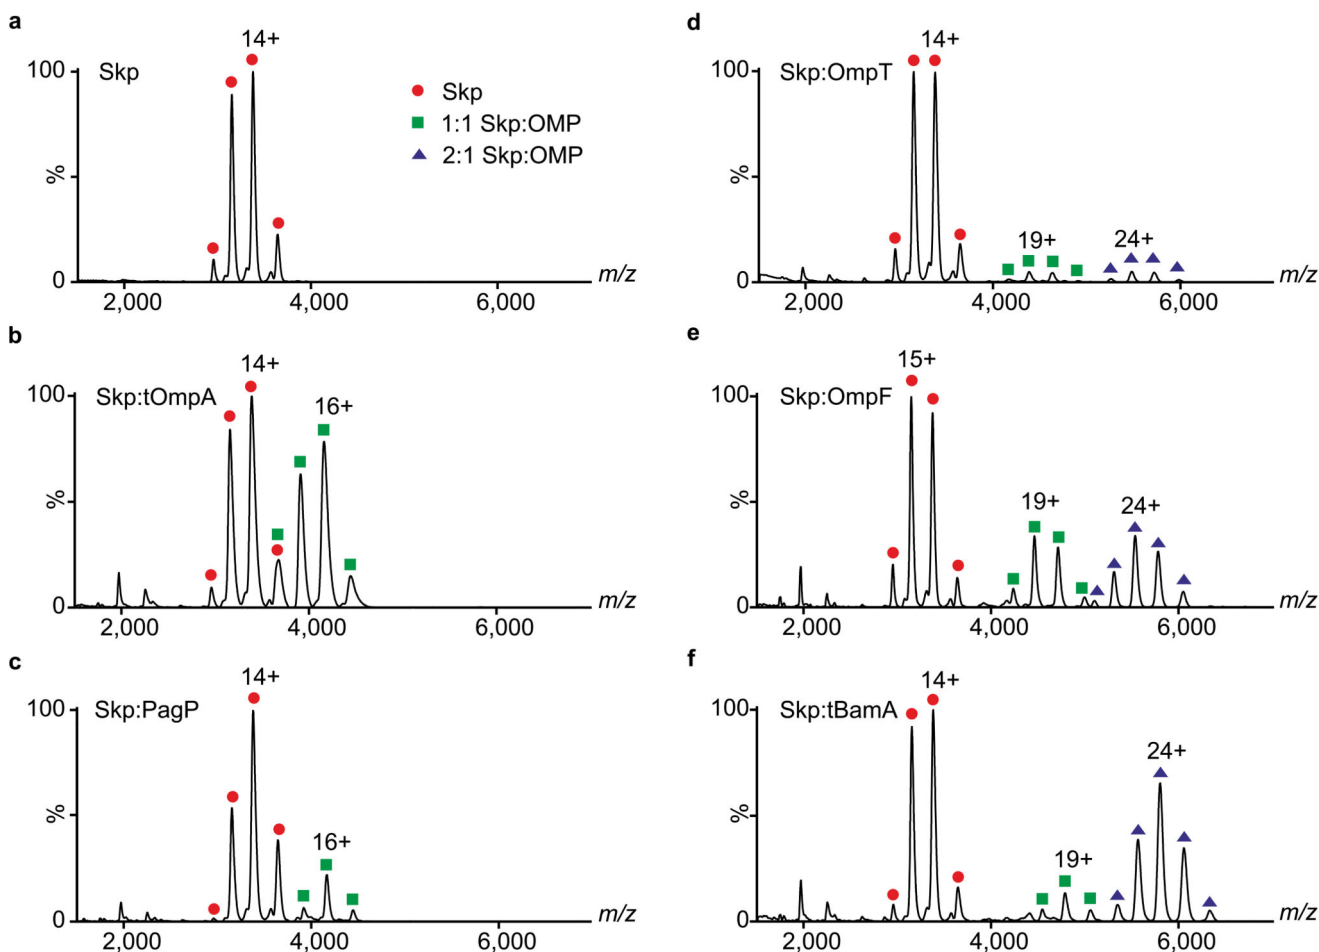 a
14+
100
Skp
Skp
1:1 Skp:OMP
2:1 Skp:OMP
%
0
m/z
2,000
4,000
6,000
b
14+
100
Skp:tOmpA
16+
%
0
m/z
2,000
4,000
6,000
c
14+
100
Skp:PagP
%
16+
0
m/z
2,000
4,000
6,000
d
14+
100
Skp:OmpT
%
19+
24+
0
m/z
2,000
4,000
6,000
e
15+
100
Skp:OmpF
%
19+
24+
0
m/z
2,000
4,000
6,000
f
14+
100
Skp:tBamA
24+
%
19+
0
m/z
2,000
4,000
6,000